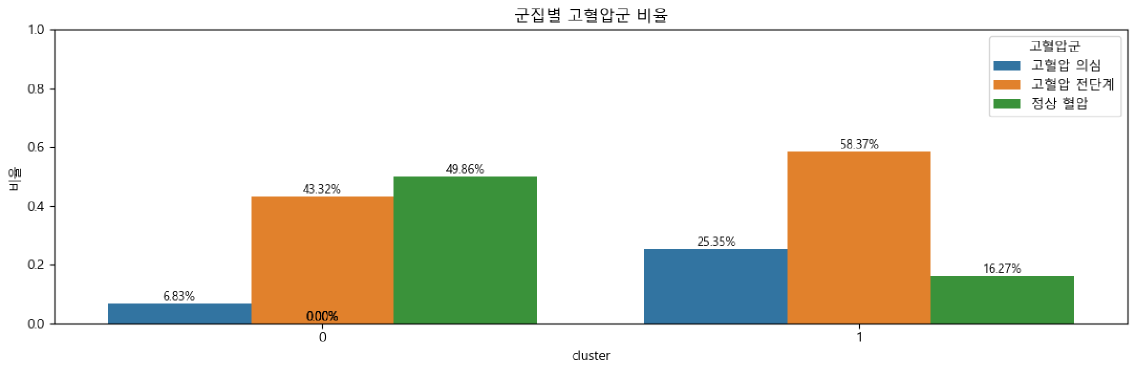 군집별 고혈압군 비율
1.0
0.8
0.6
0.4
0.2
0.0
비율
고혈압군
고혈압 의심
고혈압 전단계
정상 혈압
6.83%
43.32%
0.00%
49.86%
25.35%
58.37%
16.27%
0
1
cluster